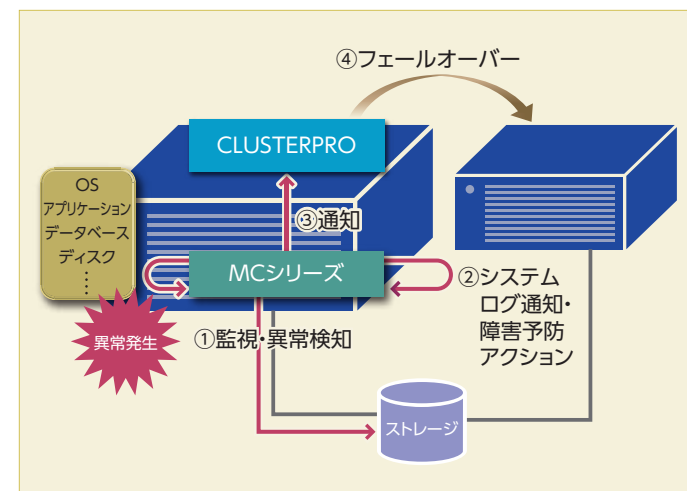 ④フェールオーバー
CLUSTERPRO
OS
アプリケーション
データベース
ディスク
⋮
③通知
MCシリーズ
②システム
ログ通知・
障害予防
アクション
異常発生
①監視・異常検知
ストレージ